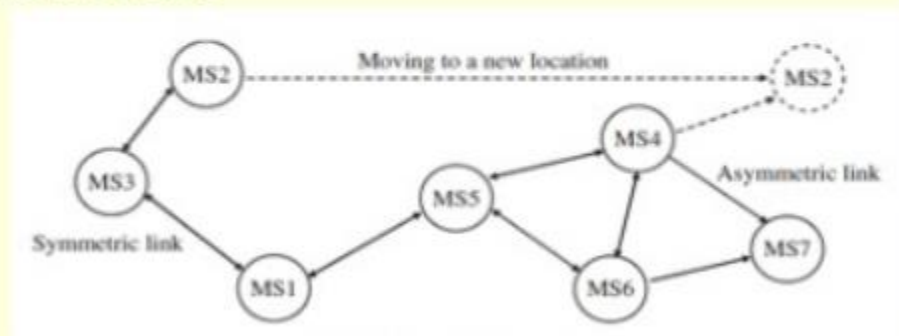 MS2
Moving to a new location
MS2
MS4
MS3
Asymmetric link
MS5
Symmetric link
MS7
MS1
MS6